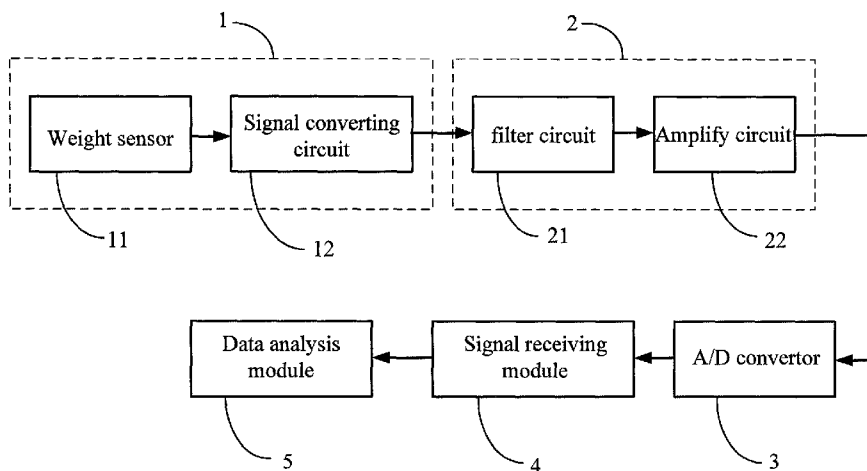 1
2
Weight sensor
Signal converting
circuit
filter circuit
Amplify circuit
11
12
21
22
Data analysis
module
Signal receiving
module
A/D convertor
5
4
3